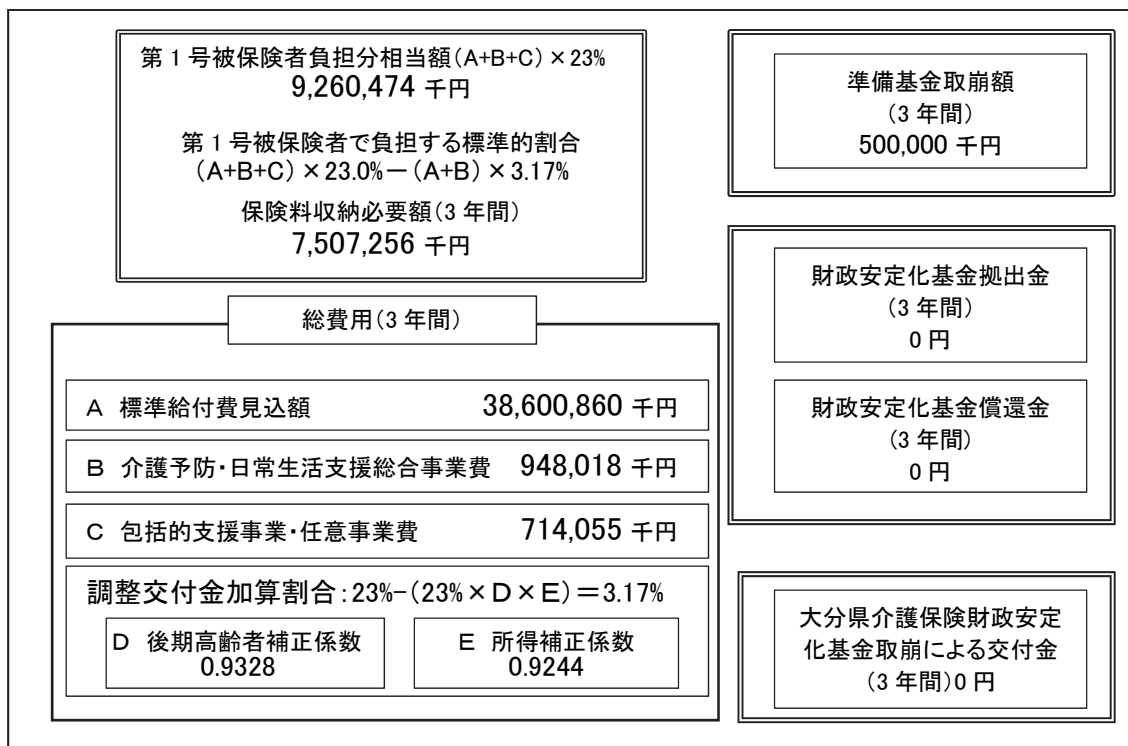 第１号被保険者負担分相当額（A+B+C）×23%
9,260,474 千円
第１号被保険者で負担する標準的割合
（A+B+C）×23.0%－（A+B）×3.17%
保険料収納必要額（3 年間）
7,507,256 千円
準備基金取崩額
（3 年間）
500,000 千円
財政安定化基金拠出金
（3 年間）
0 円
財政安定化基金償還金
（3 年間）
0 円
総費用（3 年間）
A 標準給付費見込額 38,600,860 千円
B 介護予防・日常生活支援総合事業費 948,018 千円
C 包括的支援事業・任意事業費 714,055 千円
調整交付金加算割合：23%-（23%×D×E）＝3.17%
D 後期高齢者補正係数
0.9328
E 所得補正係数
0.9244
大分県介護保険財政安定
化基金取崩による交付金
（3 年間）0 円